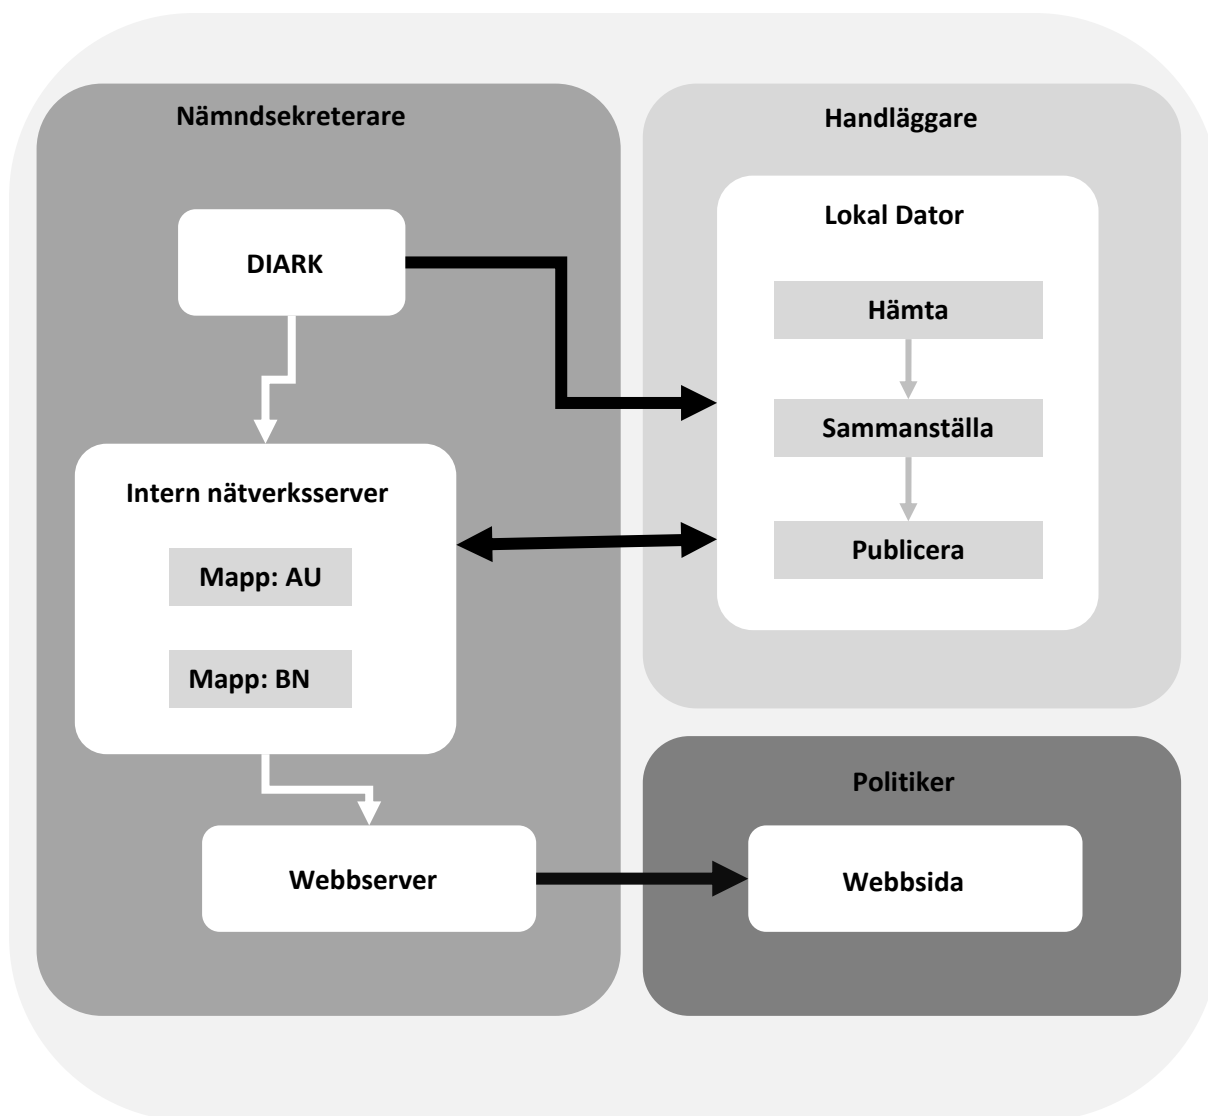 Nämndsekreterare
DIARK
Intern nätverksserver
Mapp: AU
Mapp: BN
Webbserver
Handläggare
Lokal Dator
Hämta
Sammanställa
Publicera
Politiker
Webbsida